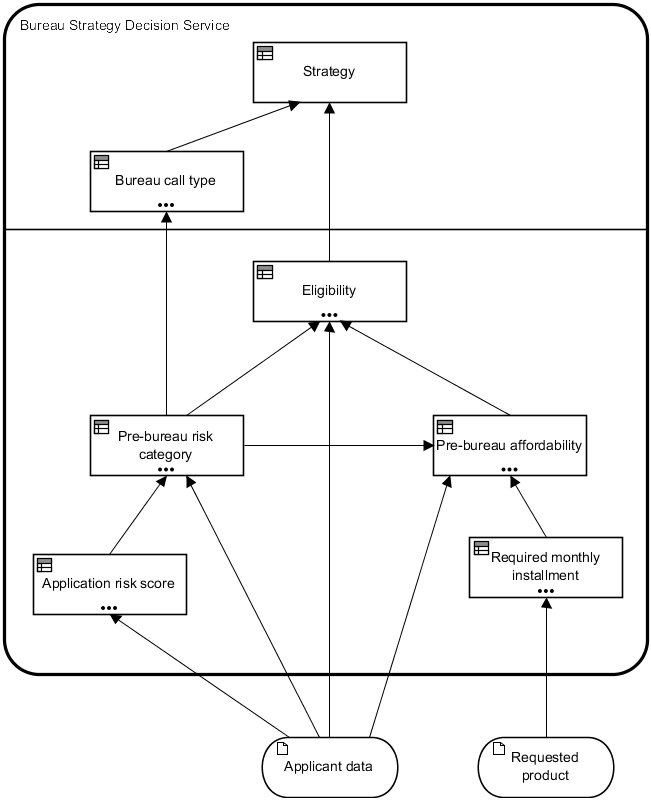 Bureau Strategy Decision Service
Strategy
Bureau call type
Eligibility
Pre-bureau risk
category
Pre-bureau affordability
Application risk score
Required monthly
installment
Applicant data
Requested
product